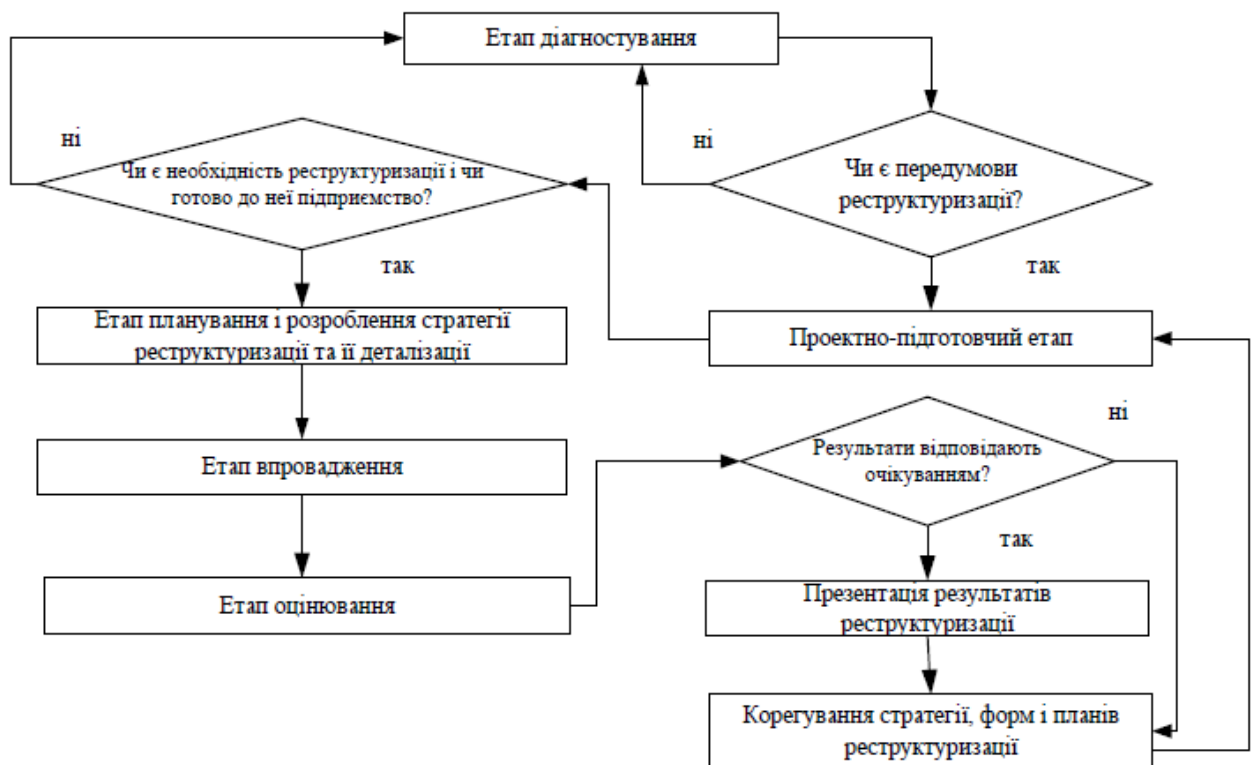 Етап діагностування
ні
Чи є необхідність реструктуризації і чи
готово до неї підприємство?
ні
Чи є передумови
реструктуризації?
так
так
Етап планування і розроблення стратегії
реструктуризації та її деталізації
Проектно-підготовчий етап
ні
Етап впровадження
Результати відповідають
очікуванням?
так
Етап оцінювання
Презентація результатів
реструктуризації
Корегування стратегії, форм і планів
реструктуризації